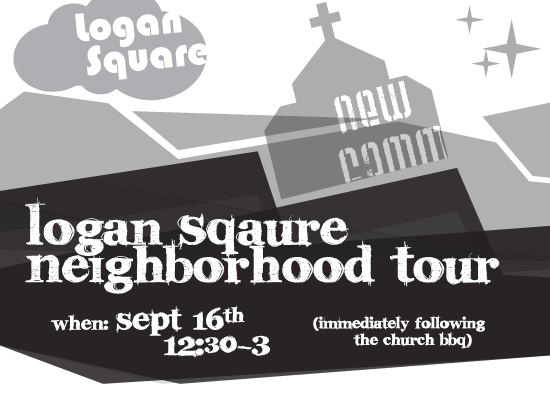 Logan
Square
new
comm
logan sqaure
neighborhood tour
when: sept 16th
12:30-3
(immediately following
the church bbq)